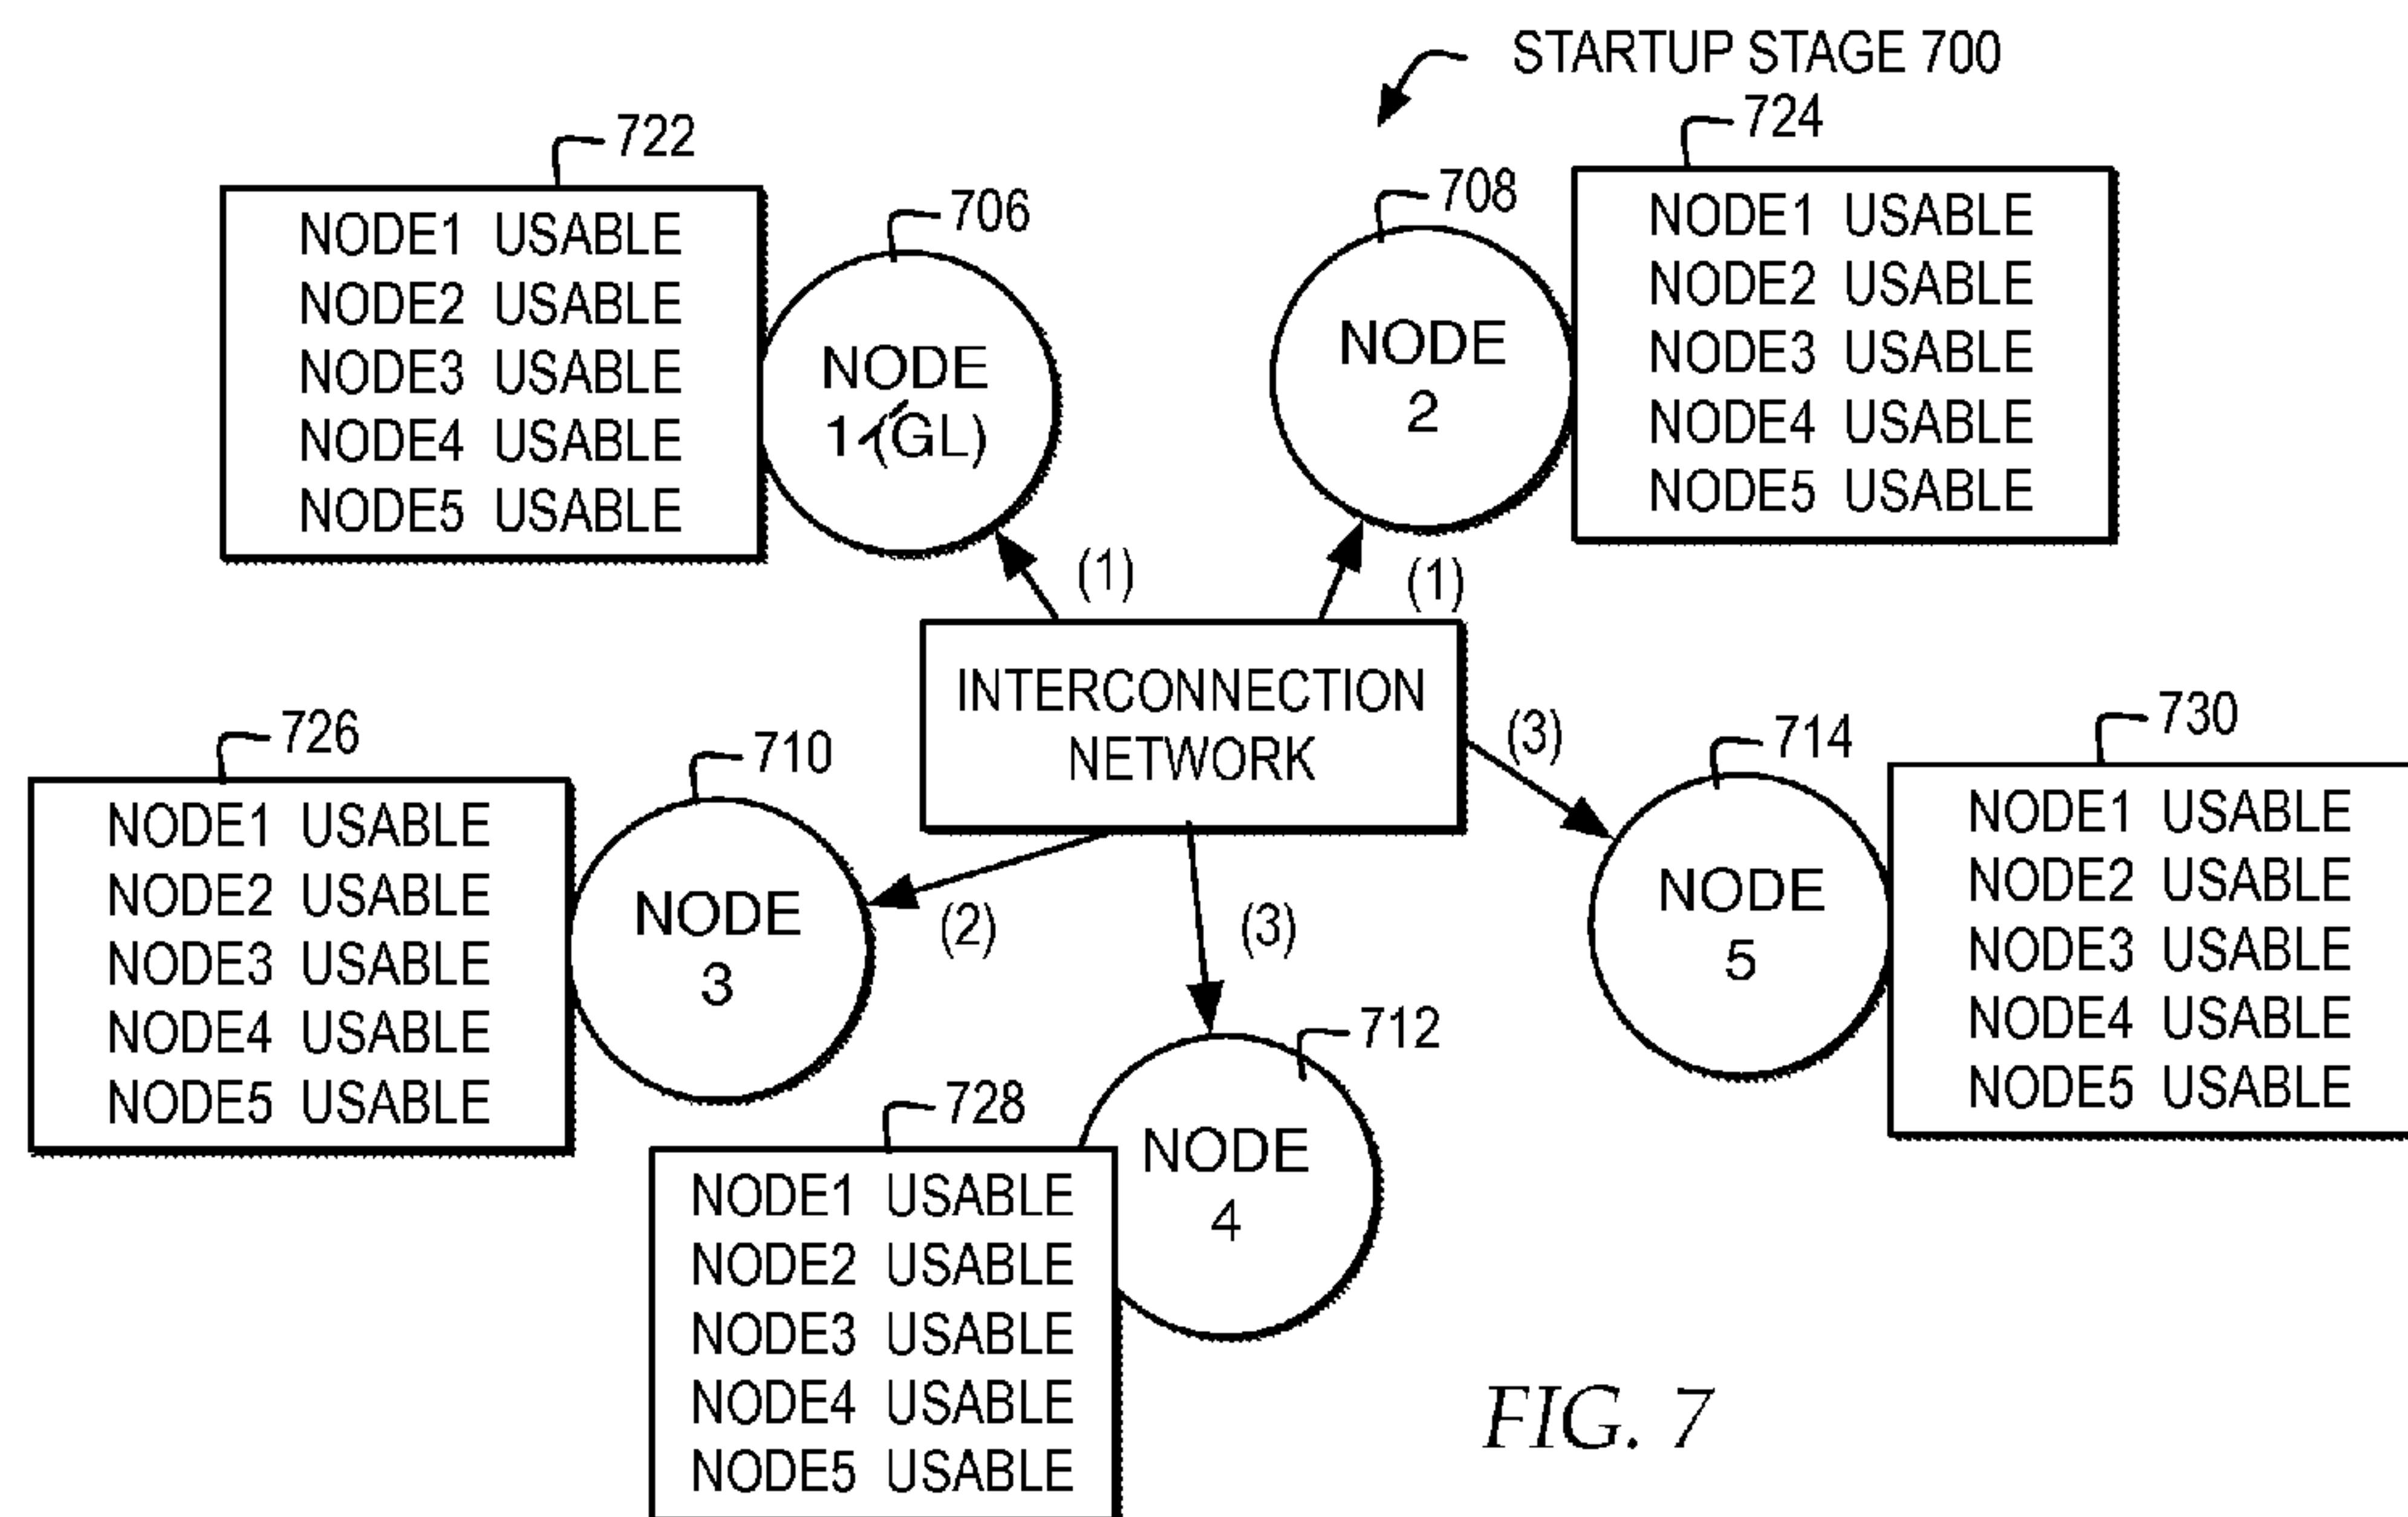 STARTUP STAGE 700
722
NODE1 USABLE
NODE2 USABLE
NODE3 USABLE
NODE4 USABLE
NODE5 USABLE
706
NODE
1 (GL)
708
NODE
2
724
NODE1 USABLE
NODE2 USABLE
NODE3 USABLE
NODE4 USABLE
NODE5 USABLE
(1)
(1)
INTERCONNECTION
NETWORK
(3)
(2)
(3)
726
NODE1 USABLE
NODE2 USABLE
NODE3 USABLE
NODE4 USABLE
NODE5 USABLE
710
NODE
3
714
NODE
5
730
NODE1 USABLE
NODE2 USABLE
NODE3 USABLE
NODE4 USABLE
NODE5 USABLE
712
NODE
4
728
NODE1 USABLE
NODE2 USABLE
NODE3 USABLE
NODE4 USABLE
NODE5 USABLE
FIG. 7